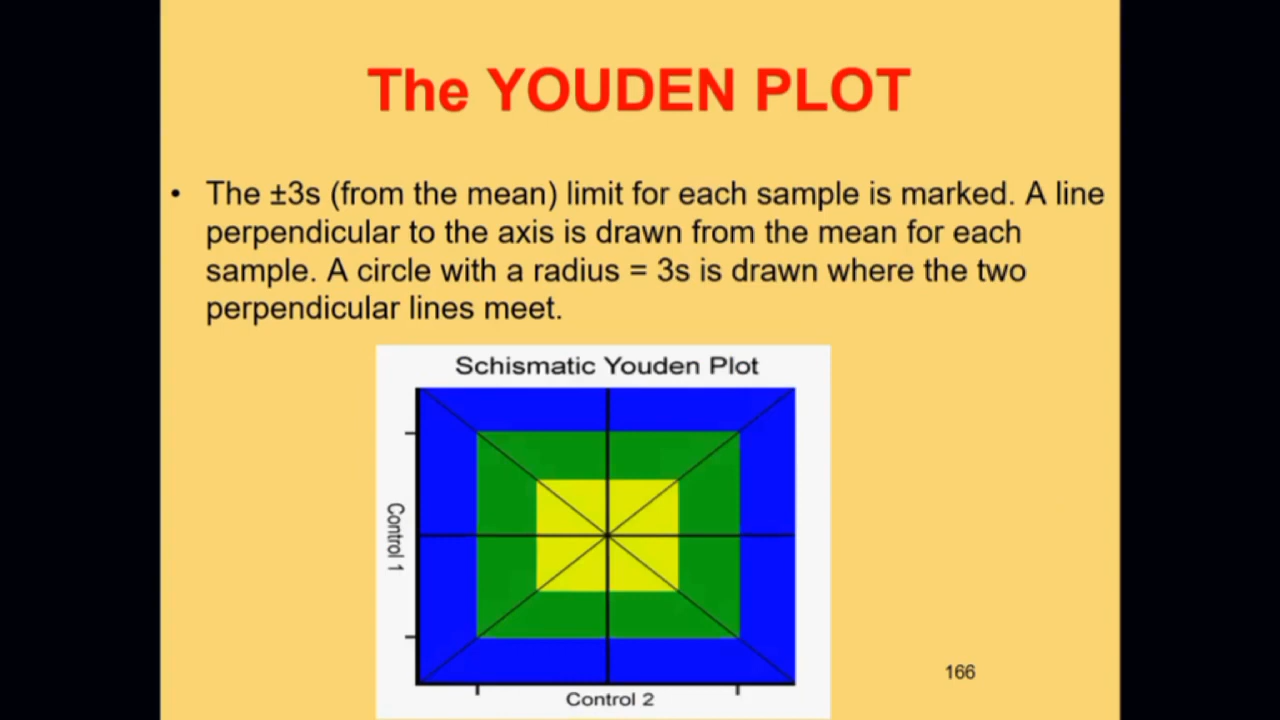 The YOUDEN PLOT
• The ±3s (from the mean) limit for each sample is marked. A line
perpendicular to the axis is drawn from the mean for each
sample. A circle with a radius = 3s is drawn where the two
perpendicular lines meet.
Schismatic Youden Plot
Control 1
Control 2
166